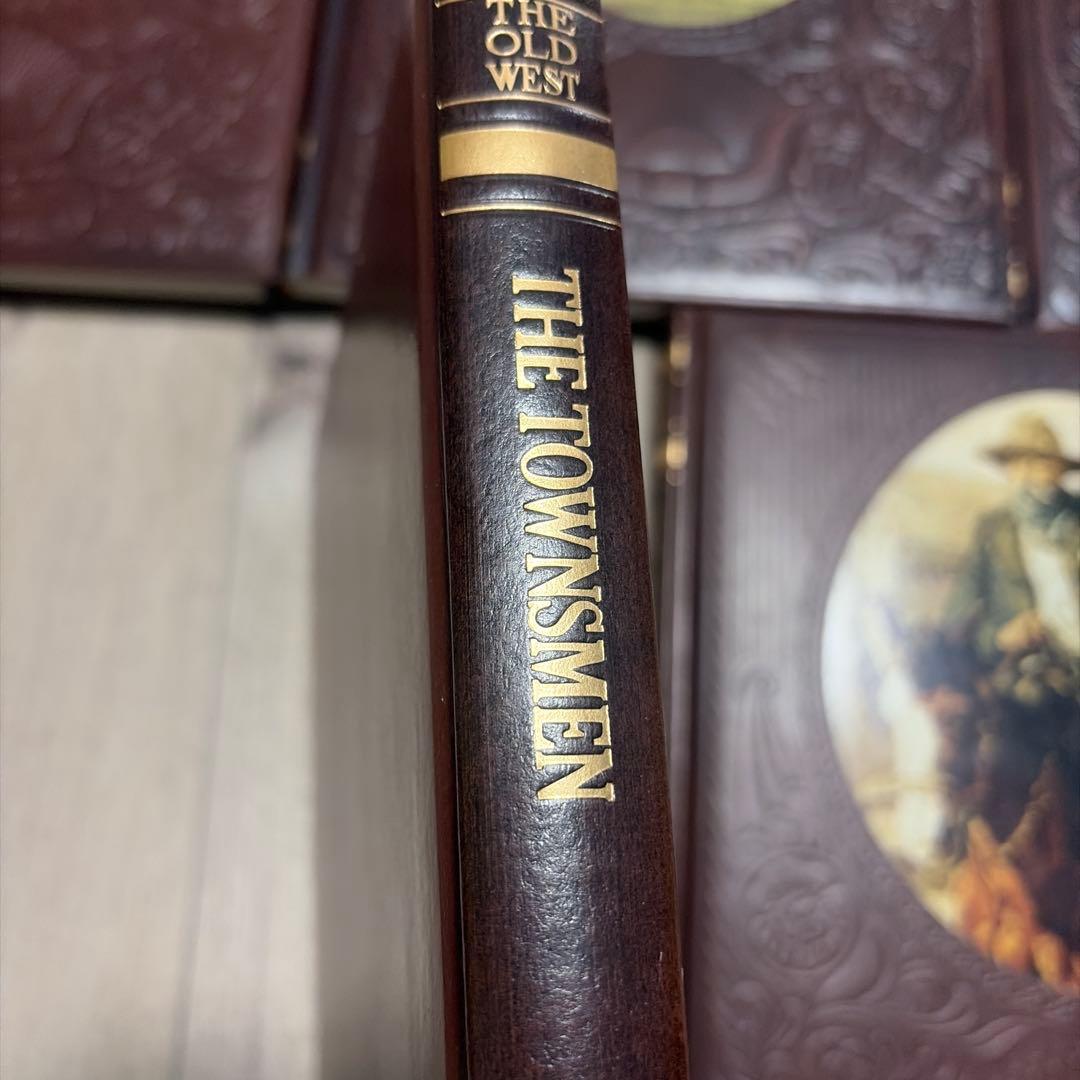 THE
OLD
WEST
THE TOWNSMEN